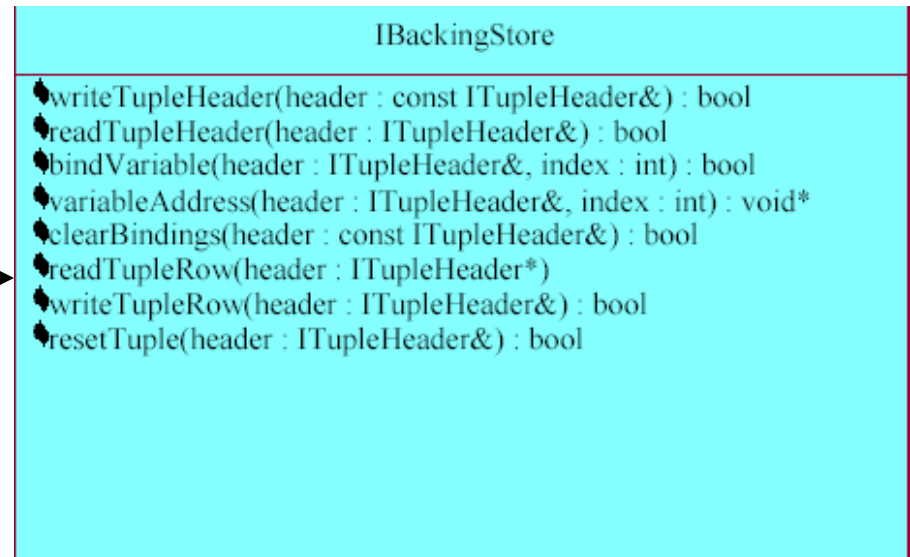 IBackingStore
writeTupleHeader(header : const ITupleHeader&) : bool
readTupleHeader(header : ITupleHeader&) : bool
bindVariable(header : ITupleHeader&, index : int) : bool
variableAddress(header : ITupleHeader&, index : int) : void*
clearBindings(header : const ITupleHeader&) : bool
readTupleRow(header : ITupleHeader*)
writeTupleRow(header : ITupleHeader&) : bool
resetTuple(header : ITupleHeader&) : bool